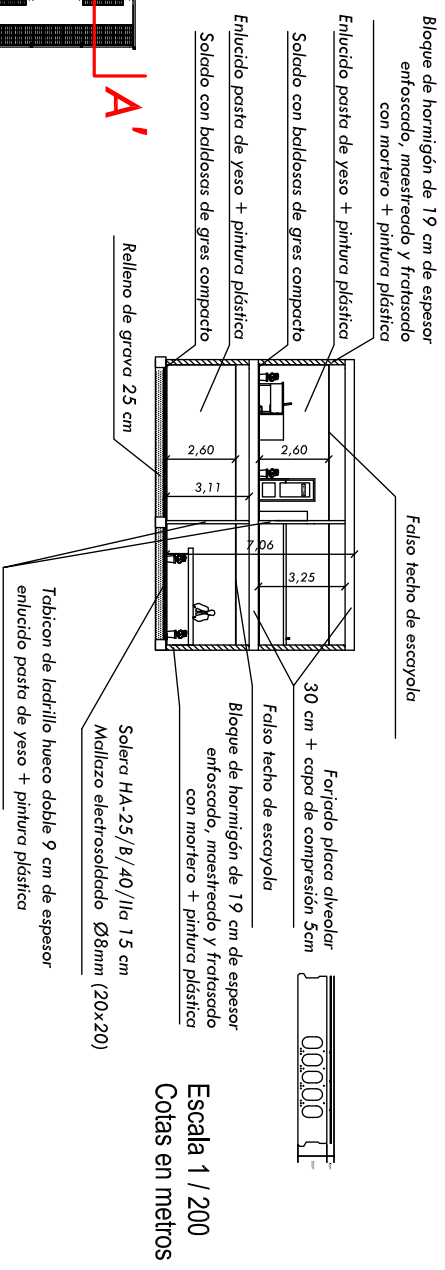 Bloque de hormigón de 19 cm de espesor
enfoscado, maestreado y fratasado
con mortero + pintura plástica
Enlucido pasta de yeso + pintura plástica
Solado con baldosas de gres compacto
Enlucido pasta de yeso + pintura plástica
Solado con baldosas de gres compacto
A'
Relleno de grava 25 cm
Falso techo de escayola
2,60
2,60
3,11
7,06
3,25
Forjado placa alveolar
30 cm + capa de compresión 5cm
Falso techo de escayola
Bloque de hormigón de 19 cm de espesor
enfoscado, maestreado y fratasado
con mortero + pintura plástica
Solera HA-25/B/40/IIa 15 cm
Mallazo electrosoldado Ø8mm (20x20)
Tabicon de ladrillo hueco doble 9 cm de espesor
enlucido pasta de yeso + pintura plástica
Escala 1 / 200
Cotas en metros